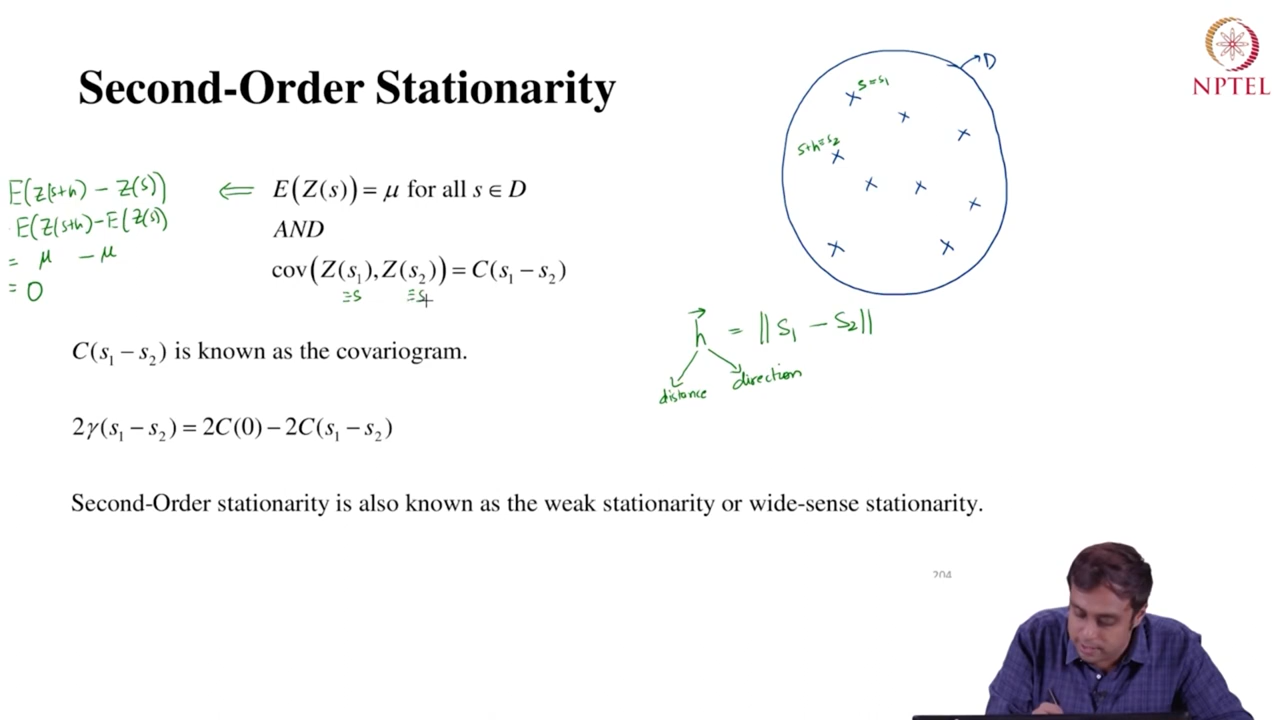 Second-Order Stationarity
NPTEL
D
s=s₁
s+h=s₂
E(Z(s+h) - Z(s)) ⇐ E(Z(s)) = μ for all s ∈ D
E(Z(s+h) - E(Z(s))
= μ - μ
= 0
AND
cov(Z(s₁), Z(s₂)) = C(s₁ − s₂)
≡s ≡s+
h⃗ = ||s₁ − s₂||
distance direction
C(s₁ − s₂) is known as the covariogram.
2γ(s₁ − s₂) = 2C(0) − 2C(s₁ − s₂)
Second-Order stationarity is also known as the weak stationarity or wide-sense stationarity.
204